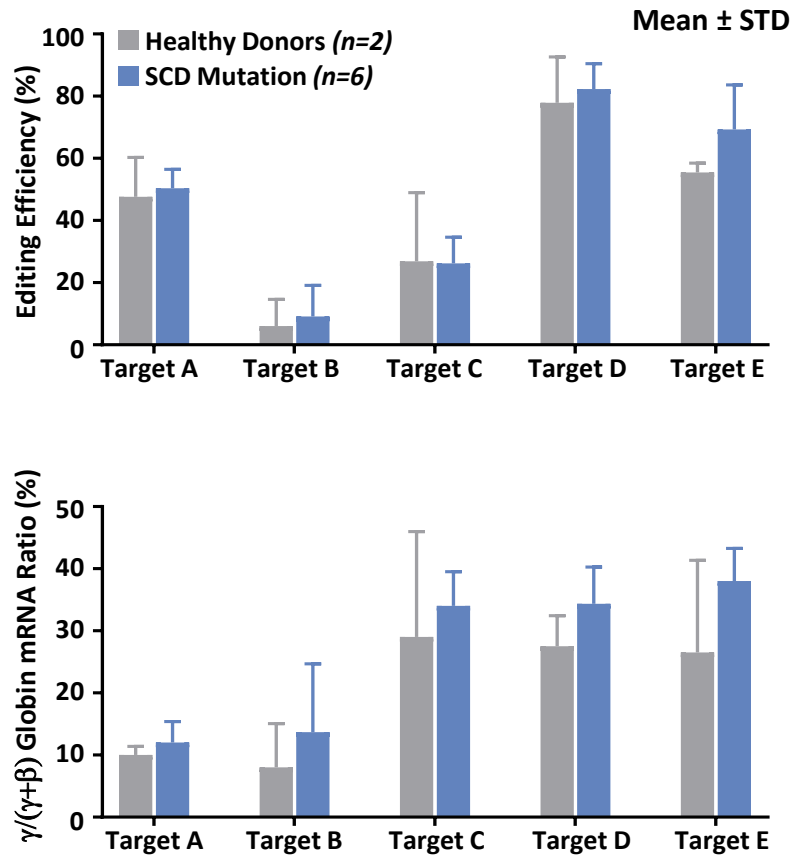 Mean ± STD
Healthy Donors (n=2)
SCD Mutation (n=6)
Editing Efficiency (%)
100
80
60
40
20
0
Target A Target B Target C Target D Target E
γ/(γ+β) Globin mRNA Ratio (%)
50
40
30
20
10
0
Target A Target B Target C Target D Target E